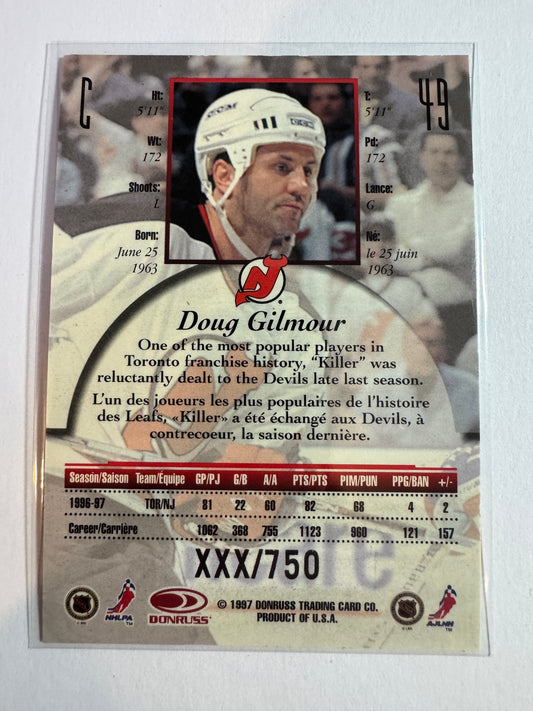 C
49
Ht:
5'11"
Wt:
172
Shoots:
L
Born:
June 25
1963
T:
5'11"
Pd:
172
Lance:
G
Né:
le 25 juin
1963
CCM
Doug Gilmour
One of the most popular players in
Toronto franchise history, “Killer” was
reluctantly dealt to the Devils late last season.
L'un des joueurs les plus populaires de l'histoire
des Leafs, «Killer» a été échangé aux Devils, à
contrecoeur, la saison dernière.
Season/Saison Team/Équipe GP/PJ G/B A/A PTS/PTS PIM/PUN PPG/BAN +/-
1996-97 TOR/NJ 81 22 60 82 68 4 2
Career/Carrière 1062 368 755 1123 960 121 157
XXX/750
NHLPA
DONRUSS
© 1997 DONRUSS TRADING CARD CO.
PRODUCT OF U.S.A.
AJLNH